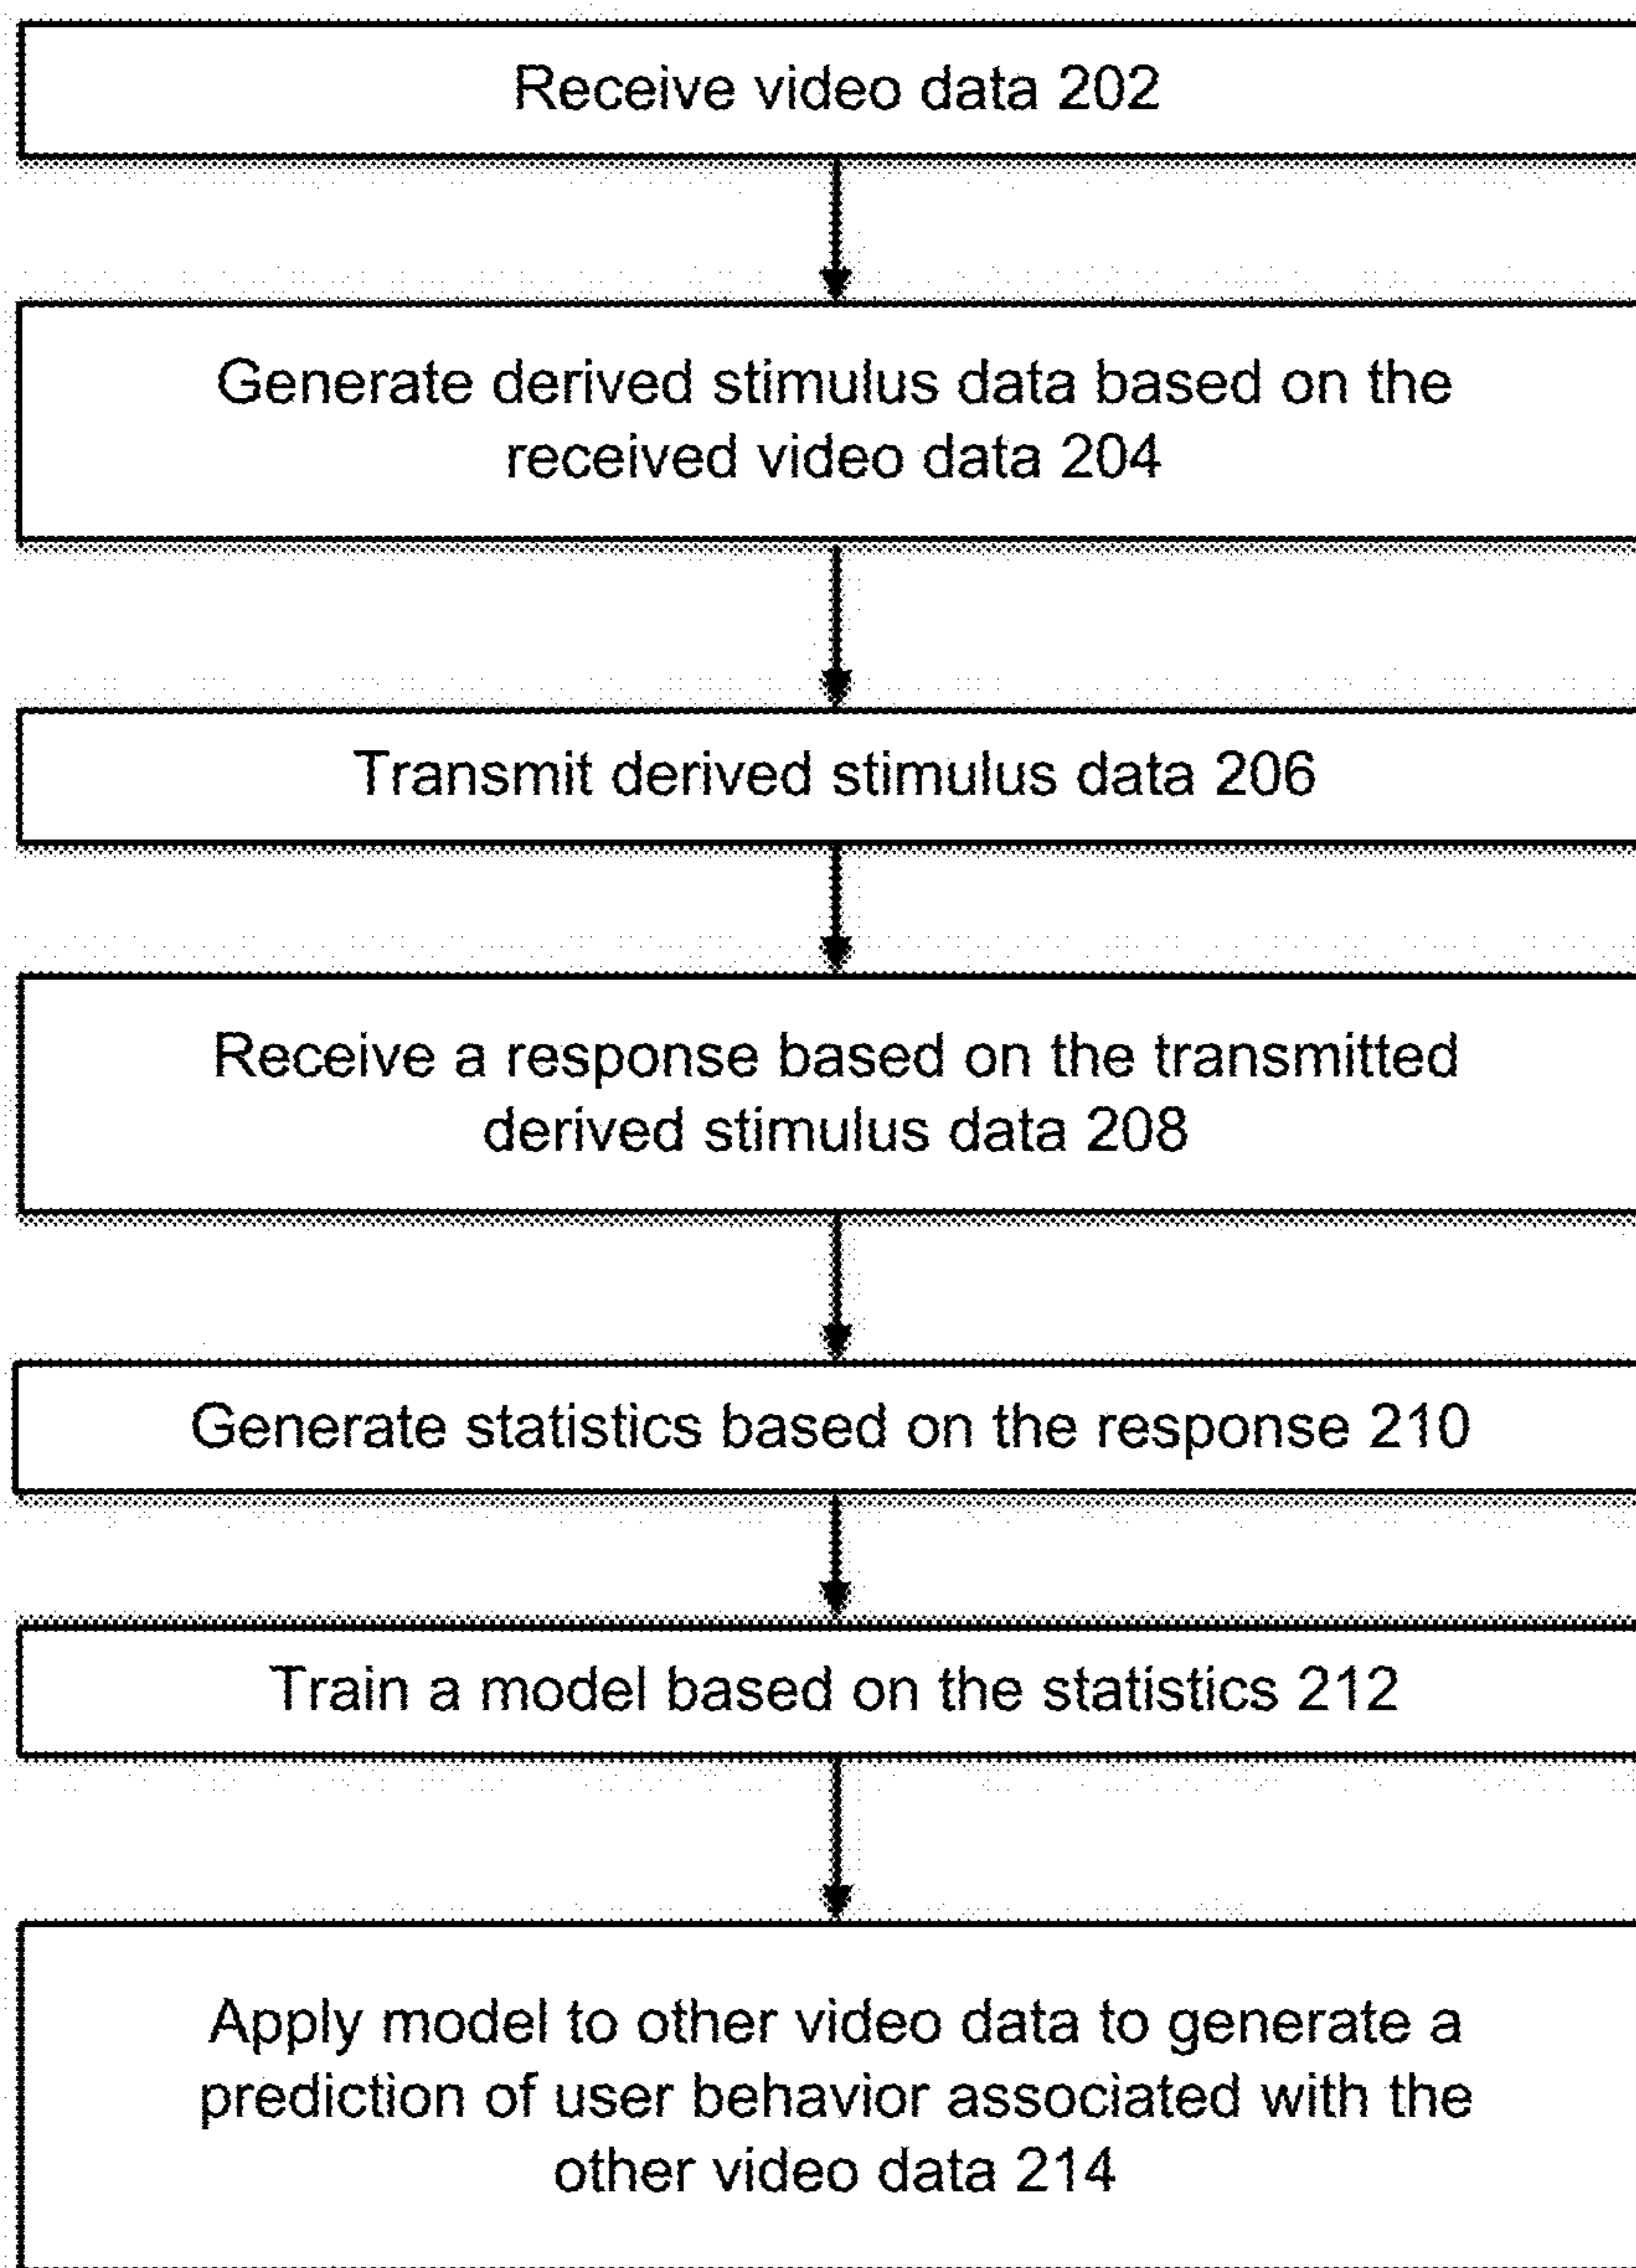 Receive video data 202
Generate derived stimulus data based on the
received video data 204
Transmit derived stimulus data 206
Receive a response based on the transmitted
derived stimulus data 208
Generate statistics based on the response 210
Train a model based on the statistics 212
Apply model to other video data to generate a
prediction of user behavior associated with the
other video data 214